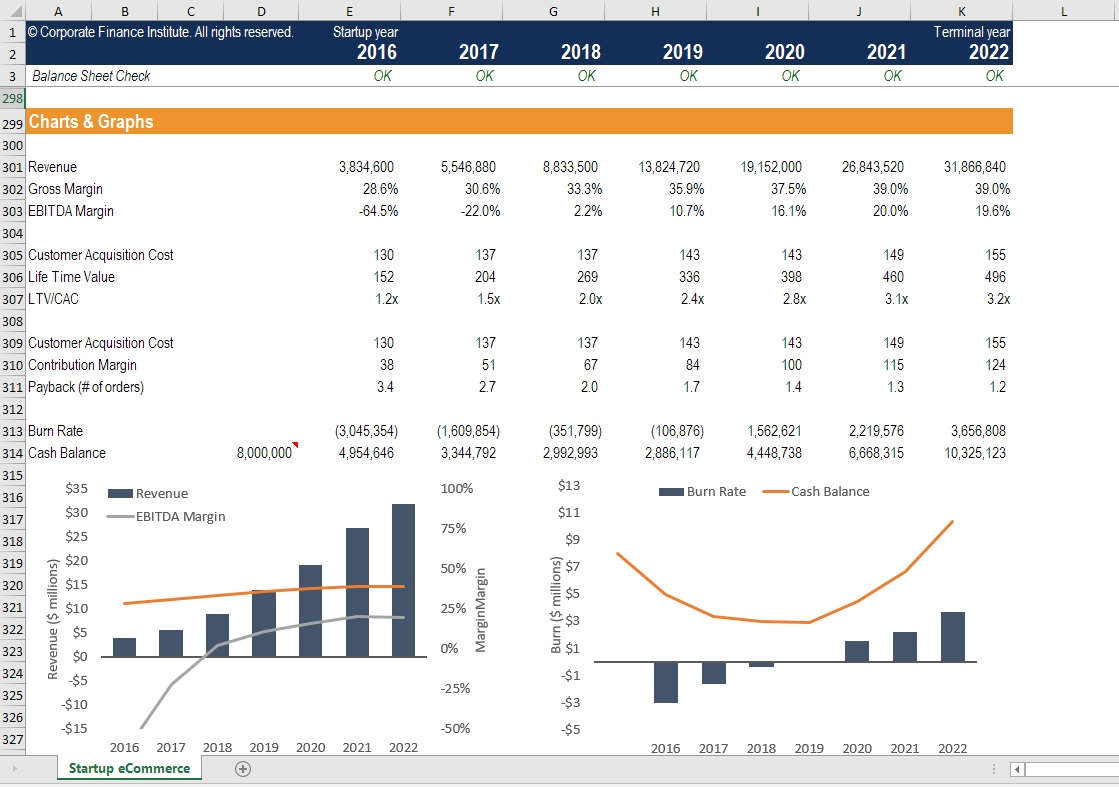 A B C D E F G H I J K L
1 © Corporate Finance Institute. All rights reserved. Startup year Terminal year
2 2016 2017 2018 2019 2020 2021 2022
3 Balance Sheet Check OK OK OK OK OK OK OK
298
299 Charts & Graphs
300
301 Revenue 3,834,600 5,546,880 8,833,500 13,824,720 19,152,000 26,843,520 31,866,840
302 Gross Margin 28.6% 30.6% 33.3% 35.9% 37.5% 39.0% 39.0%
303 EBITDA Margin -64.5% -22.0% 2.2% 10.7% 16.1% 20.0% 19.6%
304
305 Customer Acquisition Cost 130 137 137 143 143 149 155
306 Life Time Value 152 204 269 336 398 460 496
307 LTV/CAC 1.2x 1.5x 2.0x 2.4x 2.8x 3.1x 3.2x
308
309 Customer Acquisition Cost 130 137 137 143 143 149 155
310 Contribution Margin 38 51 67 84 100 115 124
311 Payback (# of orders) 3.4 2.7 2.0 1.7 1.4 1.3 1.2
312
313 Burn Rate (3,045,354) (1,609,854) (351,799) (106,876) 1,562,621 2,219,576 3,656,808
314 Cash Balance 8,000,000 4,954,646 3,344,792 2,992,993 2,886,117 4,448,738 6,668,315 10,325,123
315
316
317
318
319
320
321
322
323
324
325
326
327
Revenue
EBITDA Margin
Revenue ($ millions)
$35
$30
$25
$20
$15
$10
$5
$0
-$5
-$10
-$15
100%
75%
50%
25%
0%
-25%
-50%
MarginMargin
2016 2017 2018 2019 2020 2021 2022
Burn Rate Cash Balance
Burn ($ millions)
$13
$11
$9
$7
$5
$3
$1
-$1
-$3
-$5
2016 2017 2018 2019 2020 2021 2022
Startup eCommerce